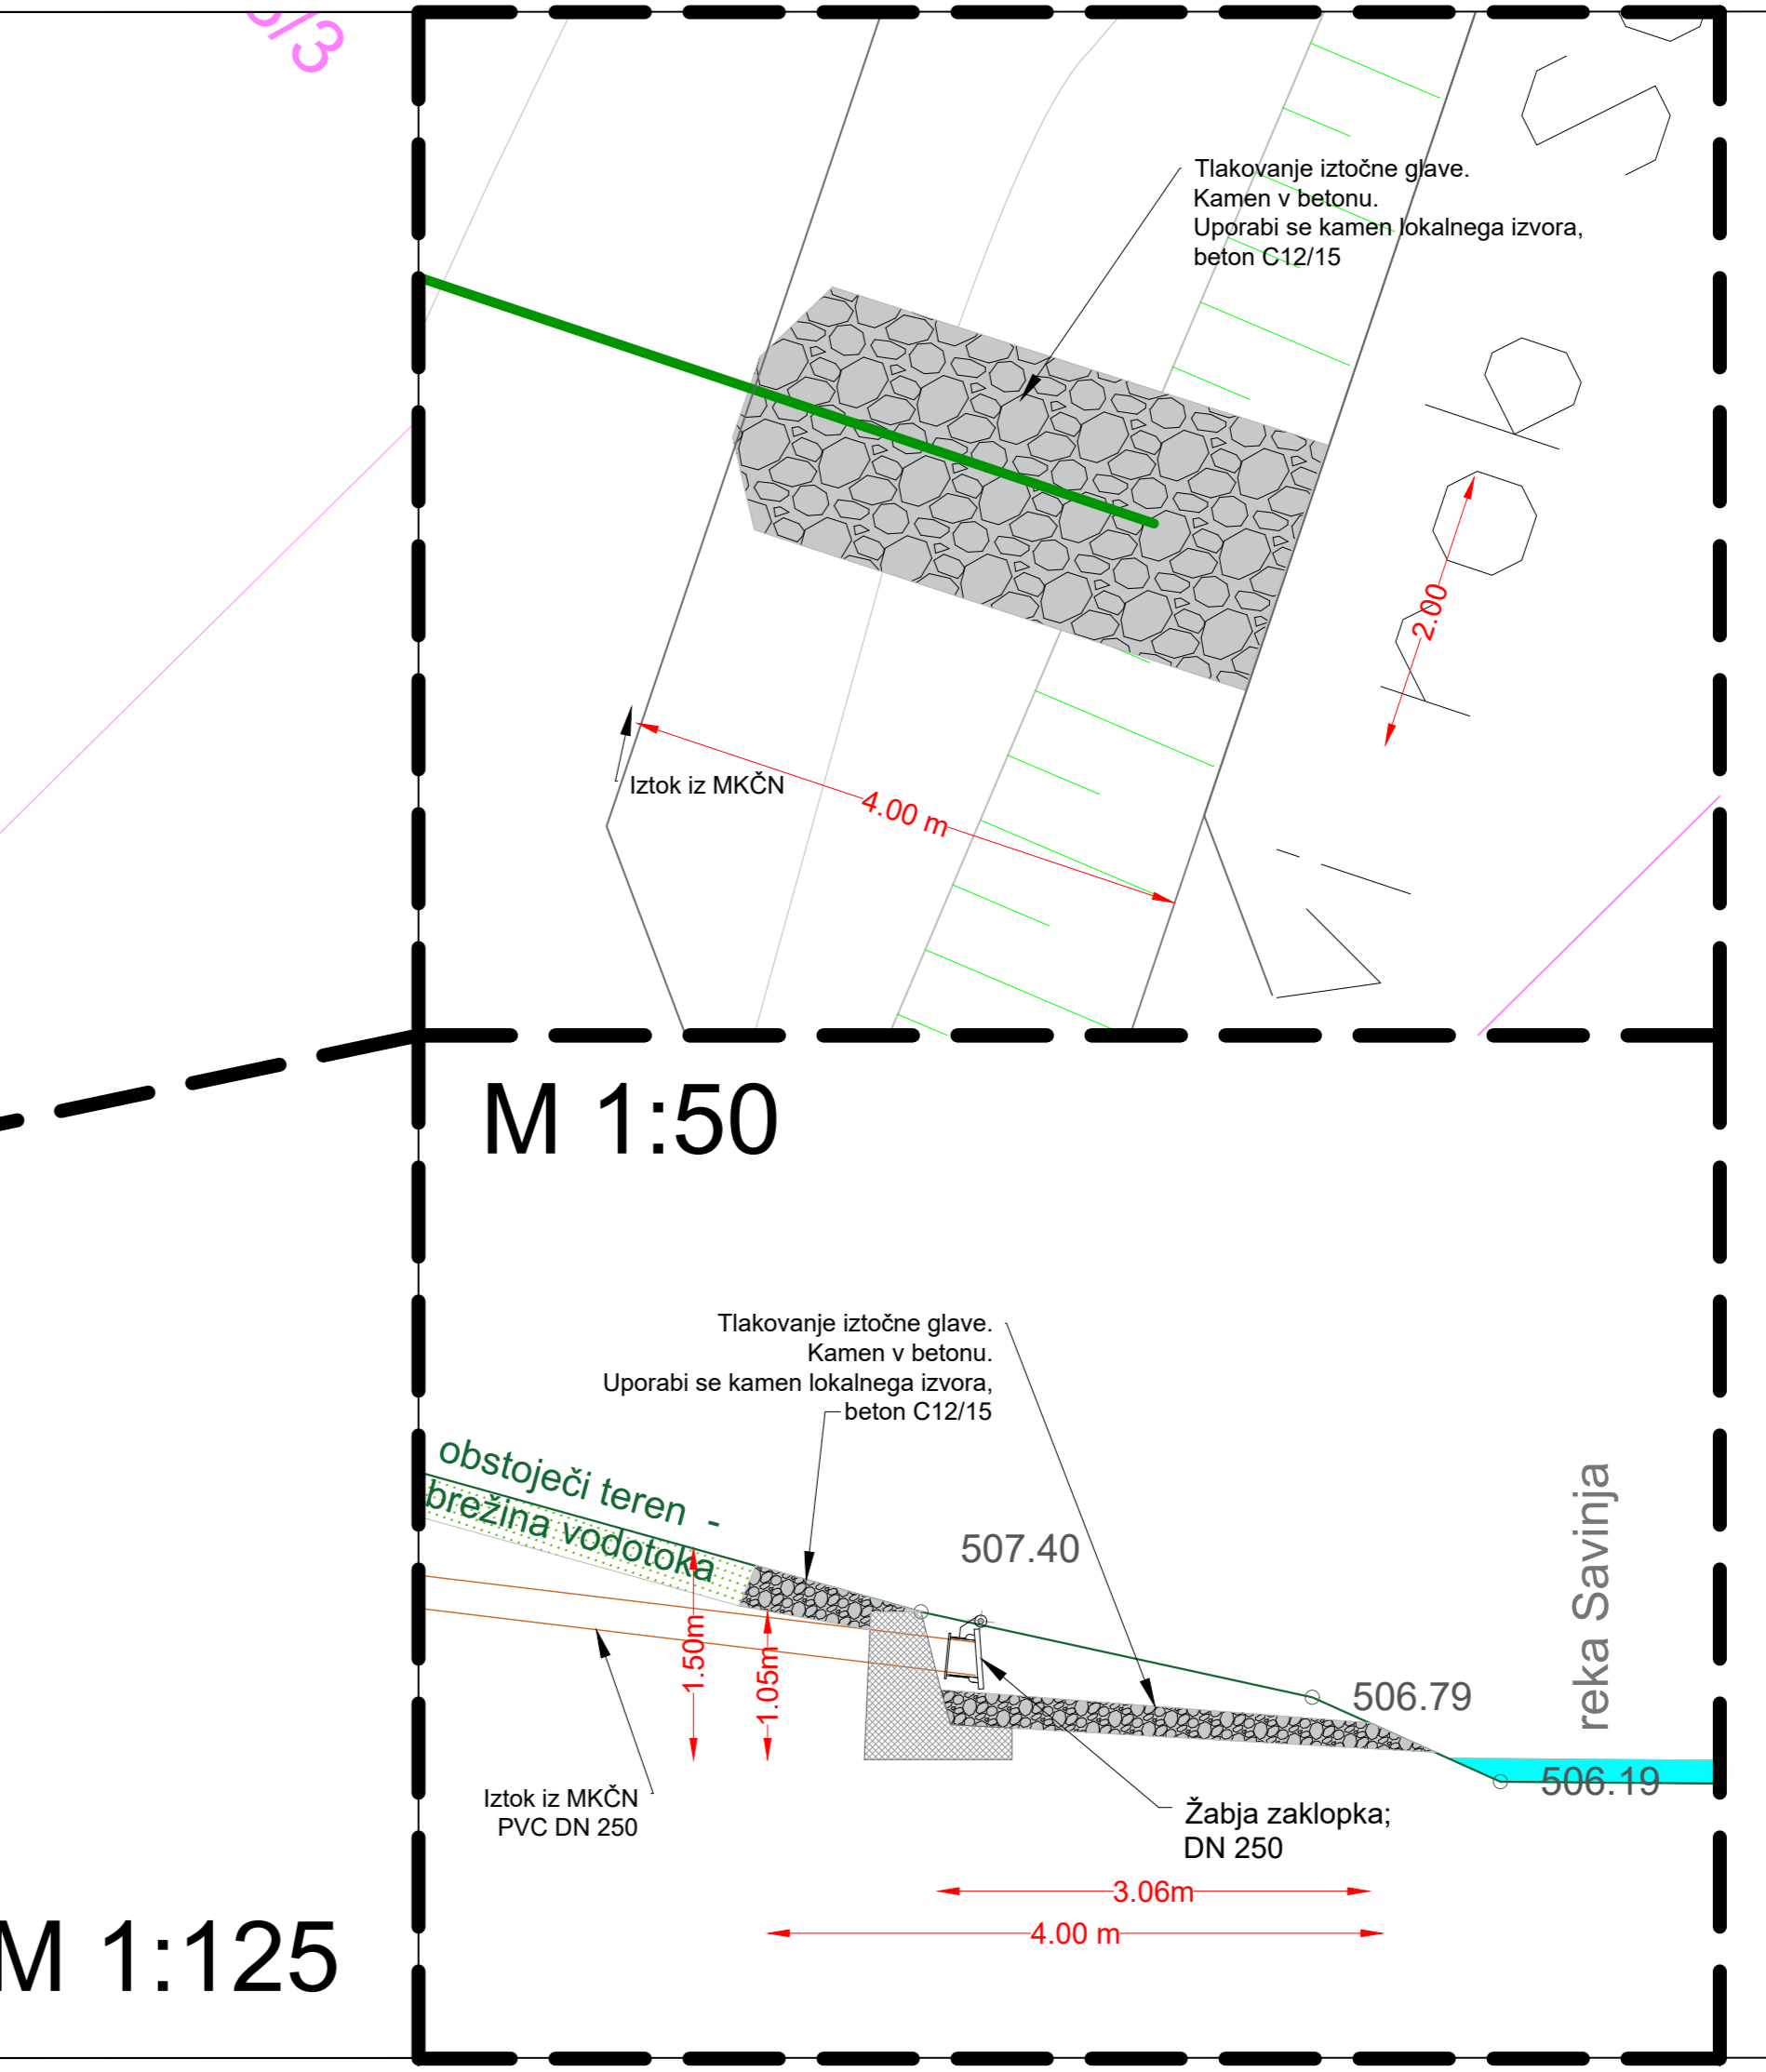 /3
Tlakovanje iztočne glave.
Kamen v betonu.
Uporabi se kamen lokalnega izvora,
beton C12/15
2.00
Iztok iz MKČN
4.00 m
M 1:50
Tlakovanje iztočne glave.
Kamen v betonu.
Uporabi se kamen lokalnega izvora,
beton C12/15
obstoječi teren -
brežina vodotoka
507.40
reka Savinja
1.50m
1.05m
506.79
506.19
Iztok iz MKČN
PVC DN 250
Žabja zaklopka;
DN 250
3.06m
4.00 m
M 1:125